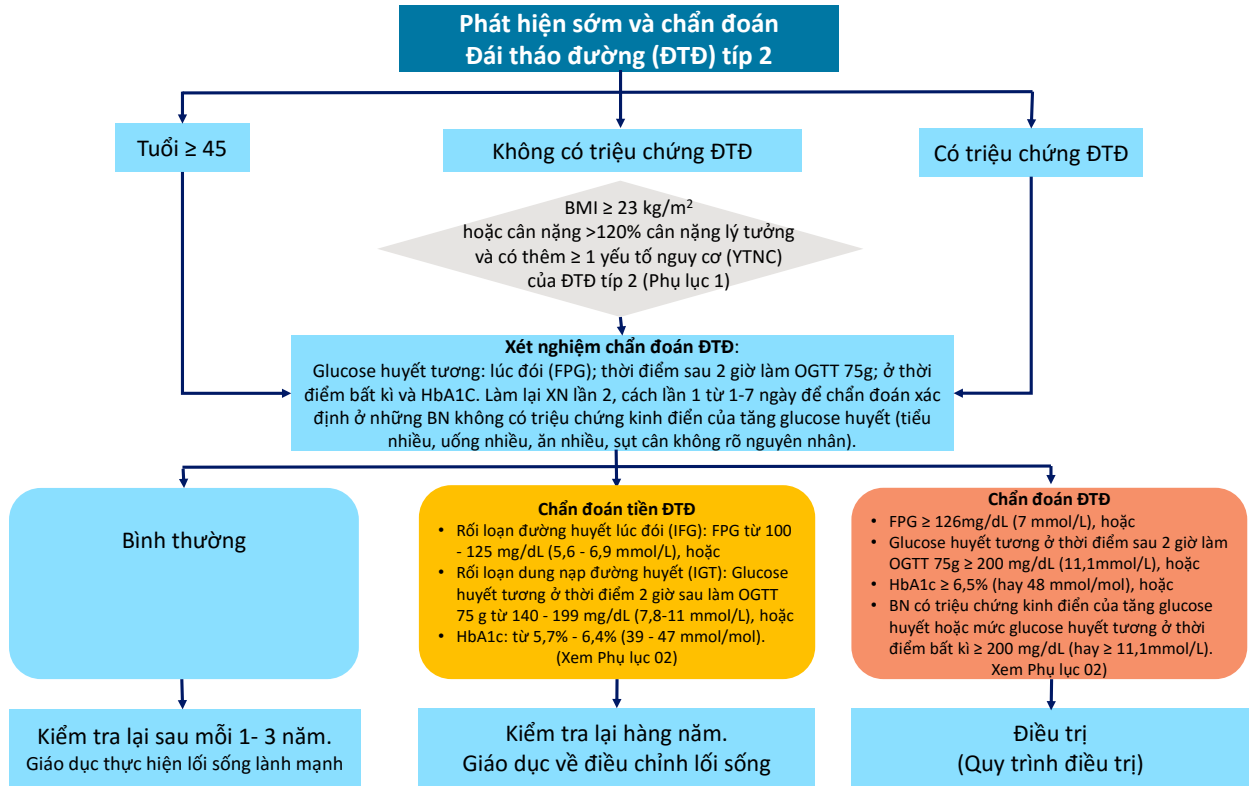 Phát hiện sớm và chẩn đoán
Đái tháo đường (ĐTĐ) típ 2
Tuổi ≥ 45
Không có triệu chứng ĐTĐ
Có triệu chứng ĐTĐ
BMI ≥ 23 kg/m²
hoặc cân nặng >120% cân nặng lý tưởng
và có thêm ≥ 1 yếu tố nguy cơ (YTNC)
của ĐTĐ típ 2 (Phụ lục 1)
Xét nghiệm chẩn đoán ĐTĐ:
Glucose huyết tương: lúc đói (FPG); thời điểm sau 2 giờ làm OGTT 75g; ở thời
điểm bất kì và HbA1C. Làm lại XN lần 2, cách lần 1 từ 1-7 ngày để chẩn đoán xác
định ở những BN không có triệu chứng kinh điển của tăng glucose huyết (tiểu
nhiều, uống nhiều, ăn nhiều, sụt cân không rõ nguyên nhân).
Bình thường
Chẩn đoán tiền ĐTĐ
• Rối loạn đường huyết lúc đói (IFG): FPG từ 100
- 125 mg/dL (5,6 - 6,9 mmol/L), hoặc
• Rối loạn dung nạp đường huyết (IGT): Glucose
huyết tương ở thời điểm 2 giờ sau làm OGTT
75 g từ 140 - 199 mg/dL (7,8-11 mmol/L), hoặc
• HbA1c: từ 5,7% - 6,4% (39 - 47 mmol/mol).
(Xem Phụ lục 02)
Chẩn đoán ĐTĐ
• FPG ≥ 126mg/dL (7 mmol/L), hoặc
• Glucose huyết tương ở thời điểm sau 2 giờ làm
OGTT 75g ≥ 200 mg/dL (11,1mmol/L), hoặc
• HbA1c ≥ 6,5% (hay 48 mmol/mol), hoặc
• BN có triệu chứng kinh điển của tăng glucose
huyết hoặc mức glucose huyết tương ở thời
điểm bất kì ≥ 200 mg/dL (hay ≥ 11,1mmol/L).
Xem Phụ lục 02)
Kiểm tra lại sau mỗi 1- 3 năm.
Giáo dục thực hiện lối sống lành mạnh
Kiểm tra lại hàng năm.
Giáo dục về điều chỉnh lối sống
Điều trị
(Quy trình điều trị)